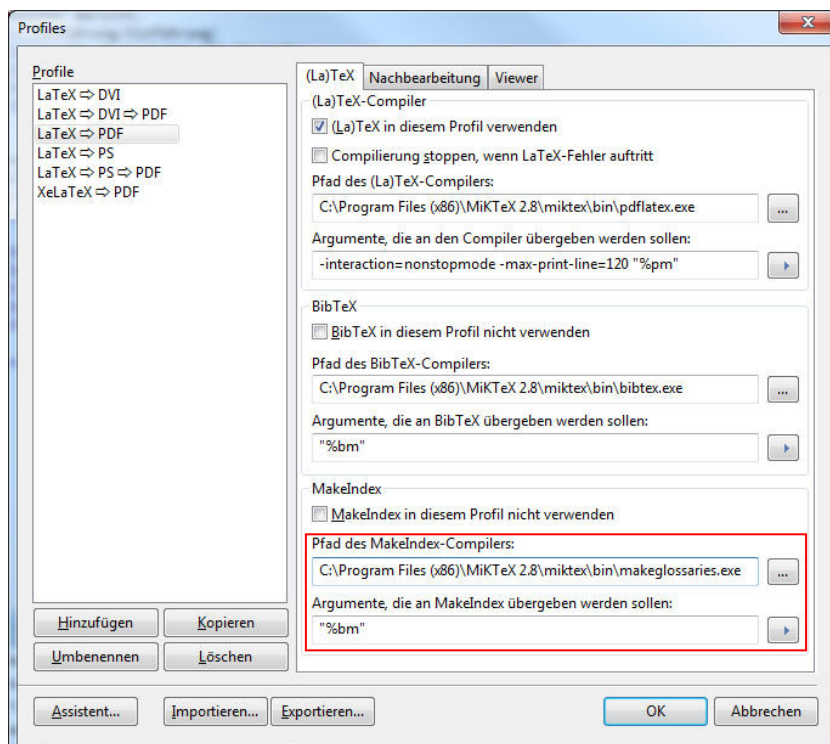 Profiles
Profile
LaTeX ⇨ DVI
LaTeX ⇨ DVI ⇨ PDF
LaTeX ⇨ PDF
LaTeX ⇨ PS
LaTeX ⇨ PS ⇨ PDF
XeLaTeX ⇨ PDF
Hinzufügen
Kopieren
Umbenennen
Löschen
(La)TeX
Nachbearbeitung
Viewer
(La)TeX-Compiler
(La)TeX in diesem Profil verwenden
Compilierung stoppen, wenn LaTeX-Fehler auftritt
Pfad des (La)TeX-Compilers:
C:\Program Files (x86)\MiKTeX 2.8\miktex\bin\pdflatex.exe
...
Argumente, die an den Compiler übergeben werden sollen:
-interaction=nonstopmode -max-print-line=120 "%pm"
BibTeX
BibTeX in diesem Profil nicht verwenden
Pfad des BibTeX-Compilers:
C:\Program Files (x86)\MiKTeX 2.8\miktex\bin\bibtex.exe
...
Argumente, die an BibTeX übergeben werden sollen:
"%bm"
MakeIndex
MakeIndex in diesem Profil nicht verwenden
Pfad des MakeIndex-Compilers:
C:\Program Files (x86)\MiKTeX 2.8\miktex\bin\makeglossaries.exe
...
Argumente, die an MakeIndex übergeben werden sollen:
"%bm"
Assistent...
Importieren...
Exportieren...
OK
Abbrechen